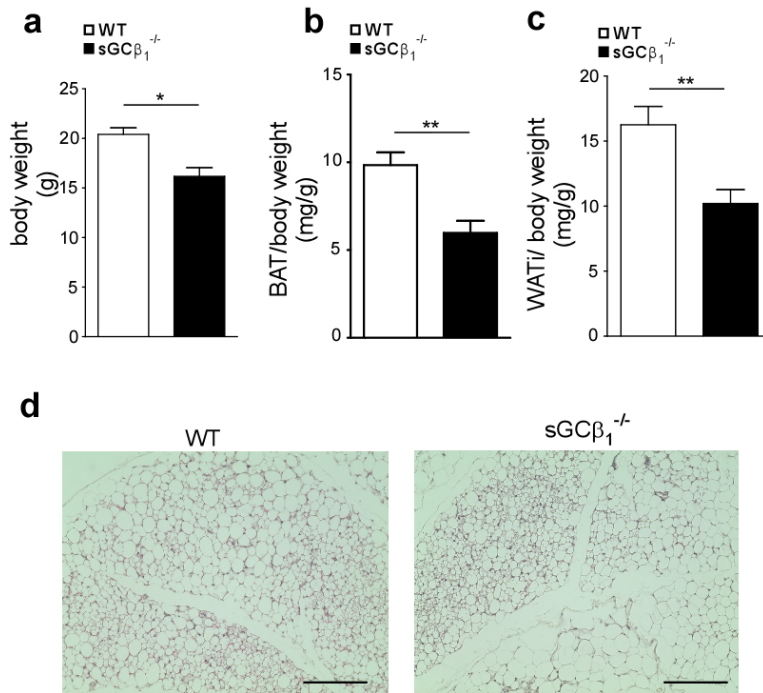 a
WT
sGCβ₁⁻/⁻
body weight
(g)
25
20
15
10
5
0
*
b
WT
sGCβ₁⁻/⁻
BAT/body weight
(mg/g)
15
10
5
0
**
c
WT
sGCβ₁⁻/⁻
WATi/ body weight
(mg/g)
20
15
10
5
0
**
d
WT
sGCβ₁⁻/⁻